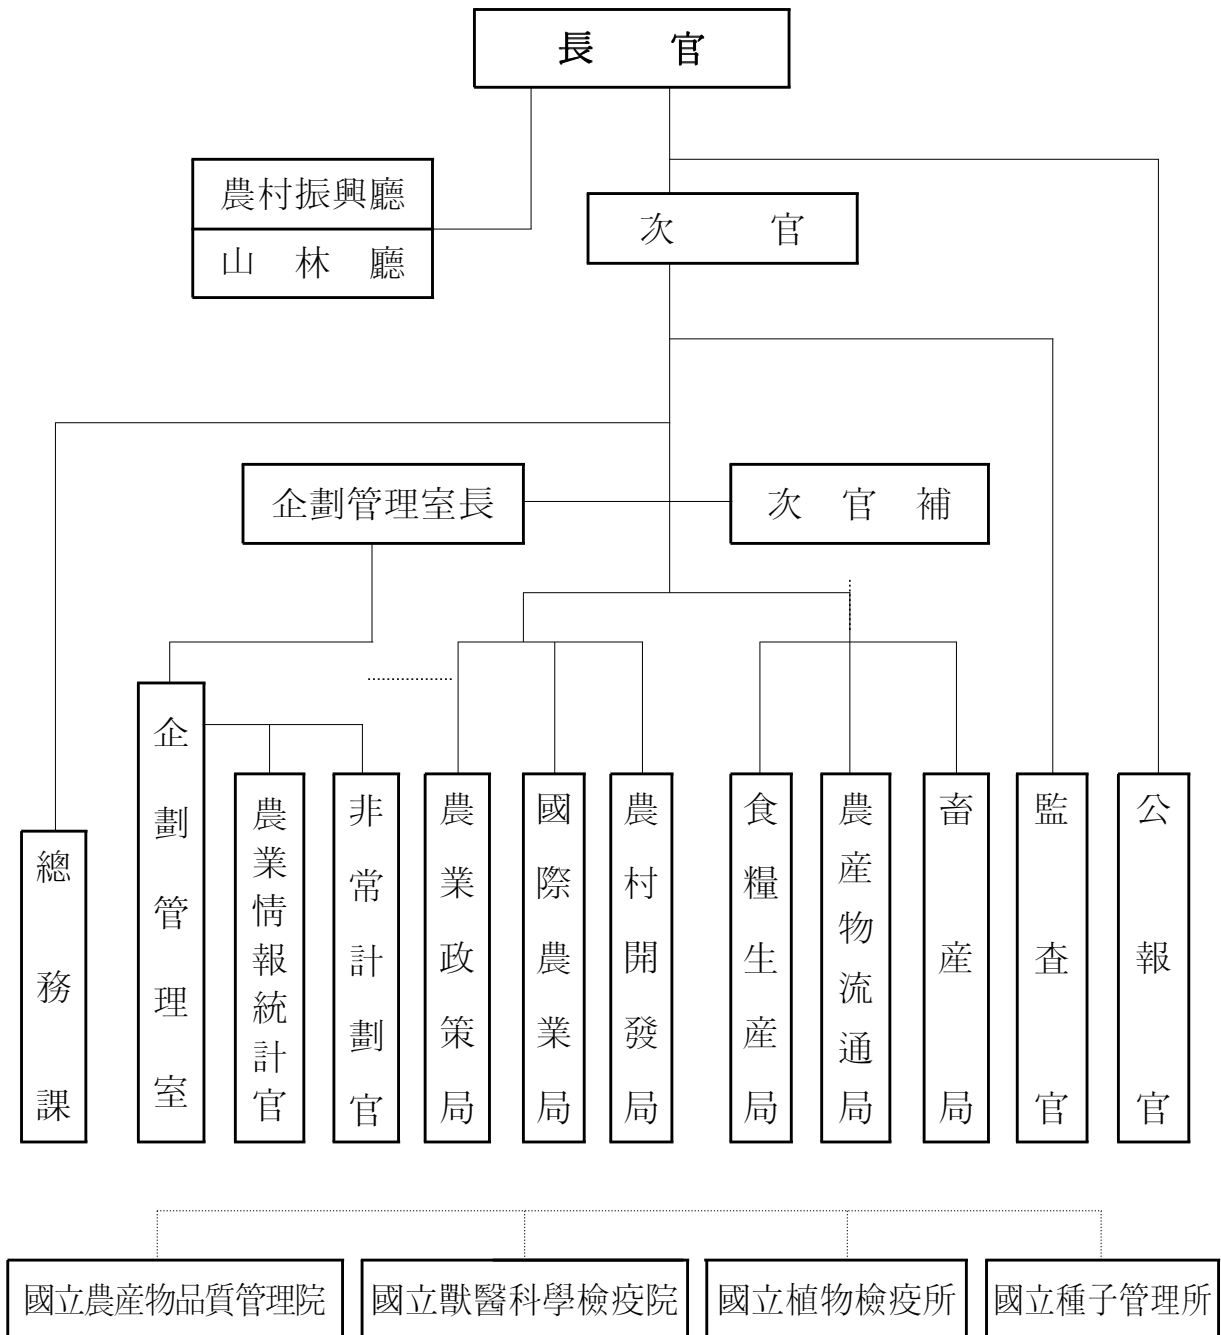 長 官
農村振興廳
山 林 廳
次 官
企劃管理室長
次 官 補
總務課
企劃管理室
農業情報統計官
非常計劃官
農業政策局
國際農業局
農村開發局
食糧生産局
農産物流通局
畜産局
監査官
公報官
國立農産物品質管理院
國立獸醫科學檢疫院
國立植物檢疫所
國立種子管理所